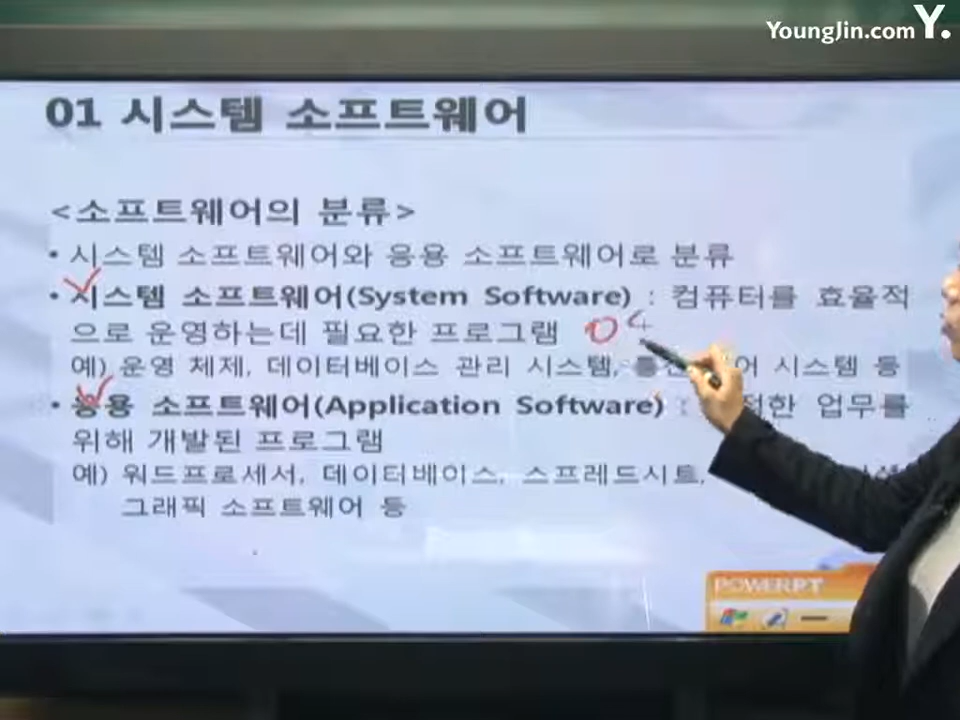 YoungJin.com Y.
01 시스템 소프트웨어
<소프트웨어의 분류>
• 시스템 소프트웨어와 응용 소프트웨어로 분류
• 시스템 소프트웨어(System Software) : 컴퓨터를 효율적
으로 운영하는데 필요한 프로그램
예) 운영 체제, 데이터베이스 관리 시스템, 시스템 등
• 응용 소프트웨어(Application Software) : 업무를
위해 개발된 프로그램
예) 워드프로세서, 데이터베이스, 스프레드시트,
그래픽 소프트웨어 등
POWERPT